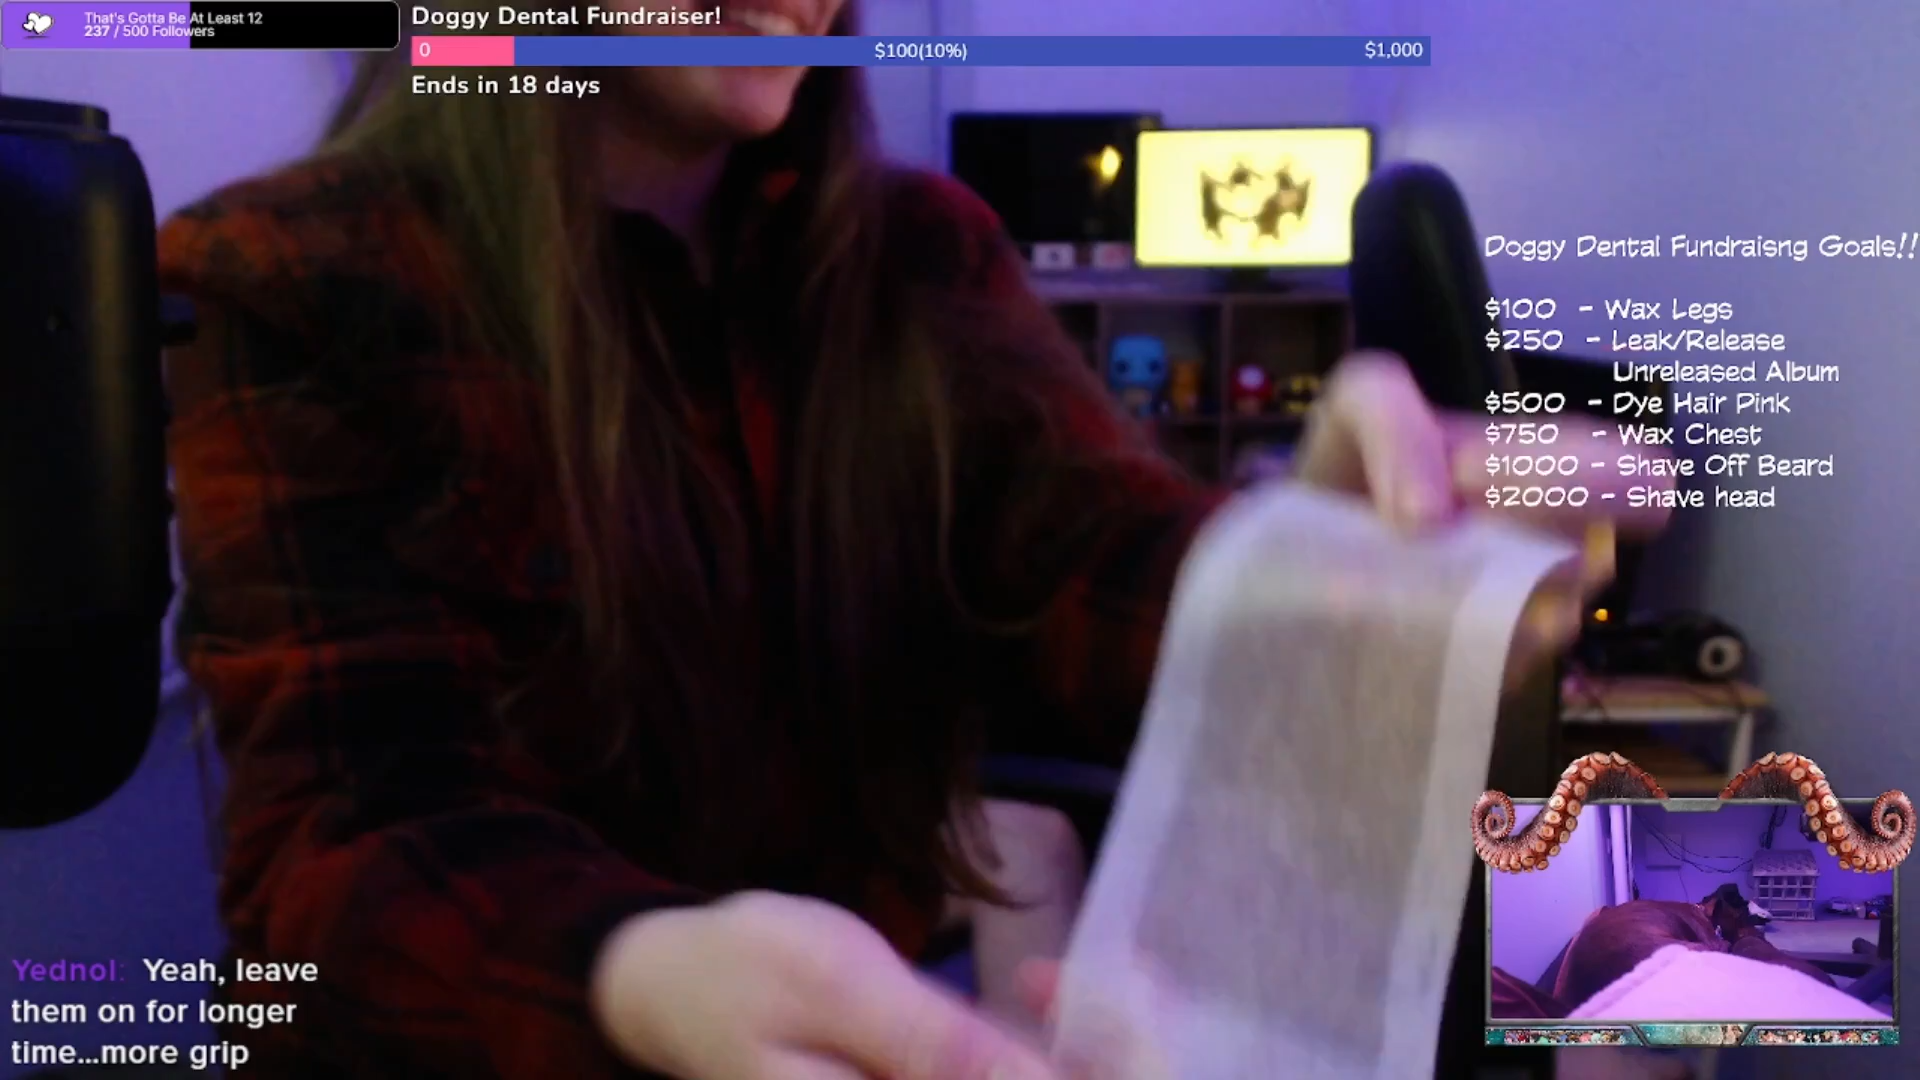 That's Gotta Be At Least 12
237 / 500 Followers
Doggy Dental Fundraiser!
0 $100(10%) $1,000
Ends in 18 days
Doggy Dental Fundraisng Goals!!
$100 - Wax Legs
$250 - Leak/Release
Unreleased Album
$500 - Dye Hair Pink
$750 - Wax Chest
$1000 - Shave Off Beard
$2000 - Shave head
Yednol: Yeah, leave
them on for longer
time...more grip